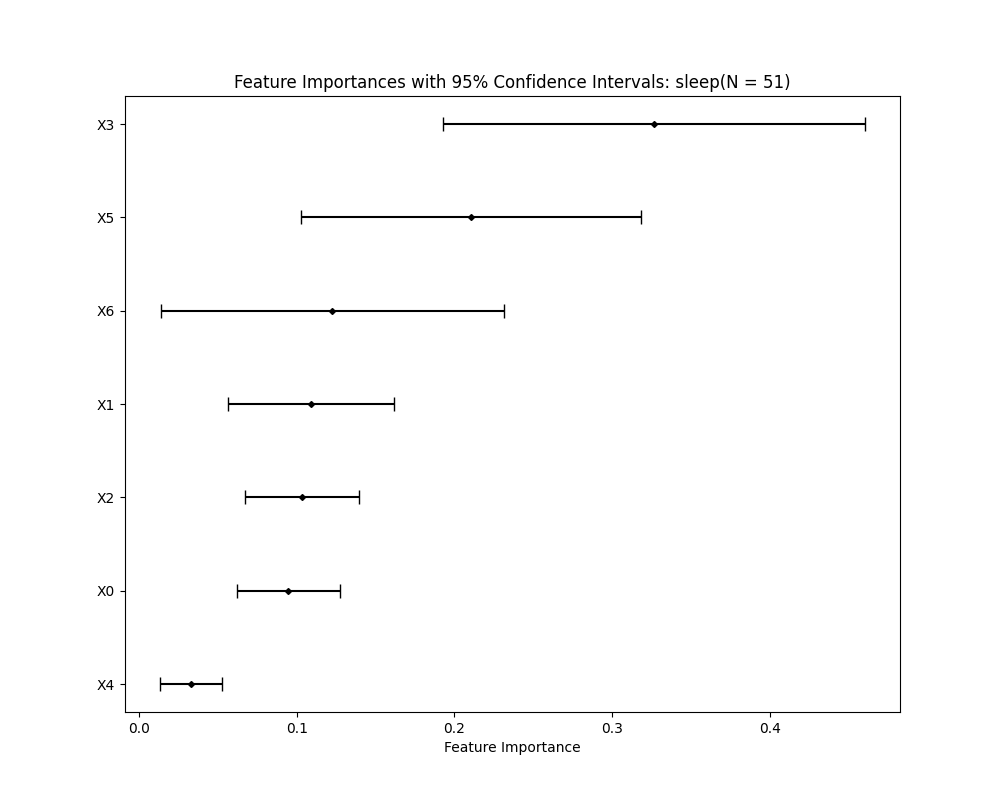 Feature Importances with 95% Confidence Intervals: sleep(N = 51)
X3
X5
X6
X1
X2
X0
X4
0.0 0.1 0.2 0.3 0.4
Feature Importance